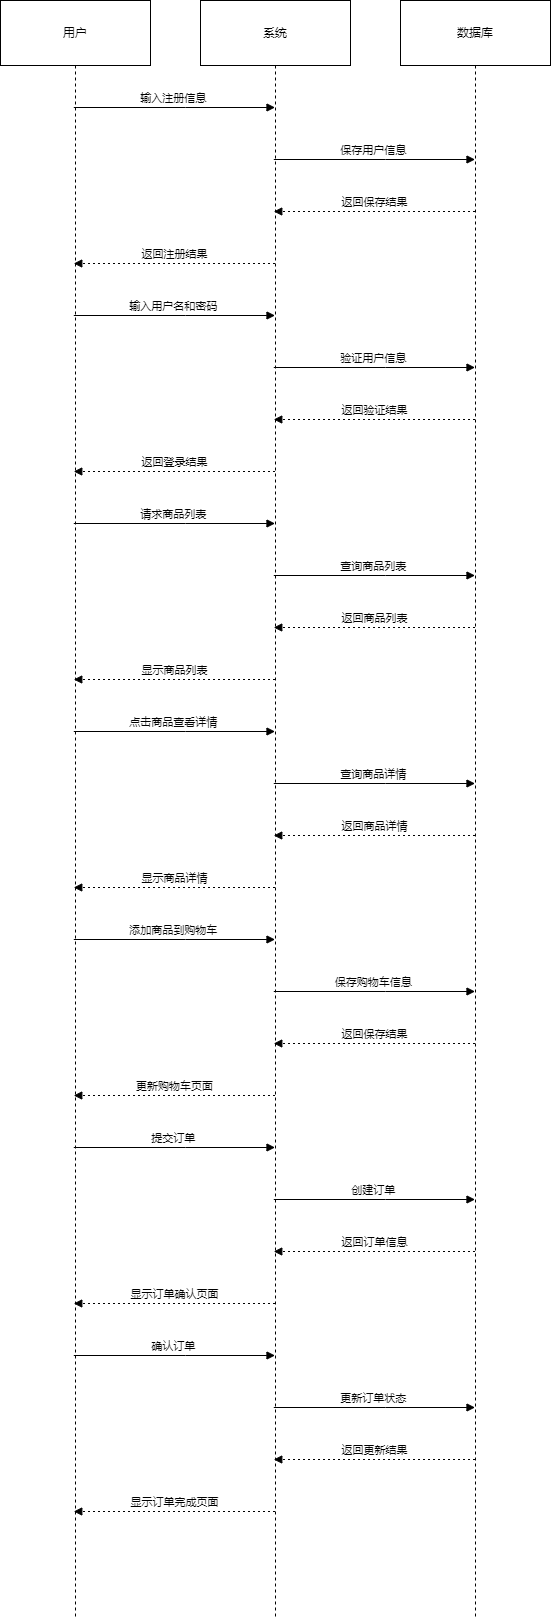 用户
系统
数据库
输入注册信息
保存用户信息
返回保存结果
返回注册结果
输入用户名和密码
验证用户信息
返回验证结果
返回登录结果
请求商品列表
查询商品列表
返回商品列表
显示商品列表
点击商品查看详情
查询商品详情
返回商品详情
显示商品详情
添加商品到购物车
保存购物车信息
返回保存结果
更新购物车页面
提交订单
创建订单
返回订单信息
显示订单确认页面
确认订单
更新订单状态
返回更新结果
显示订单完成页面